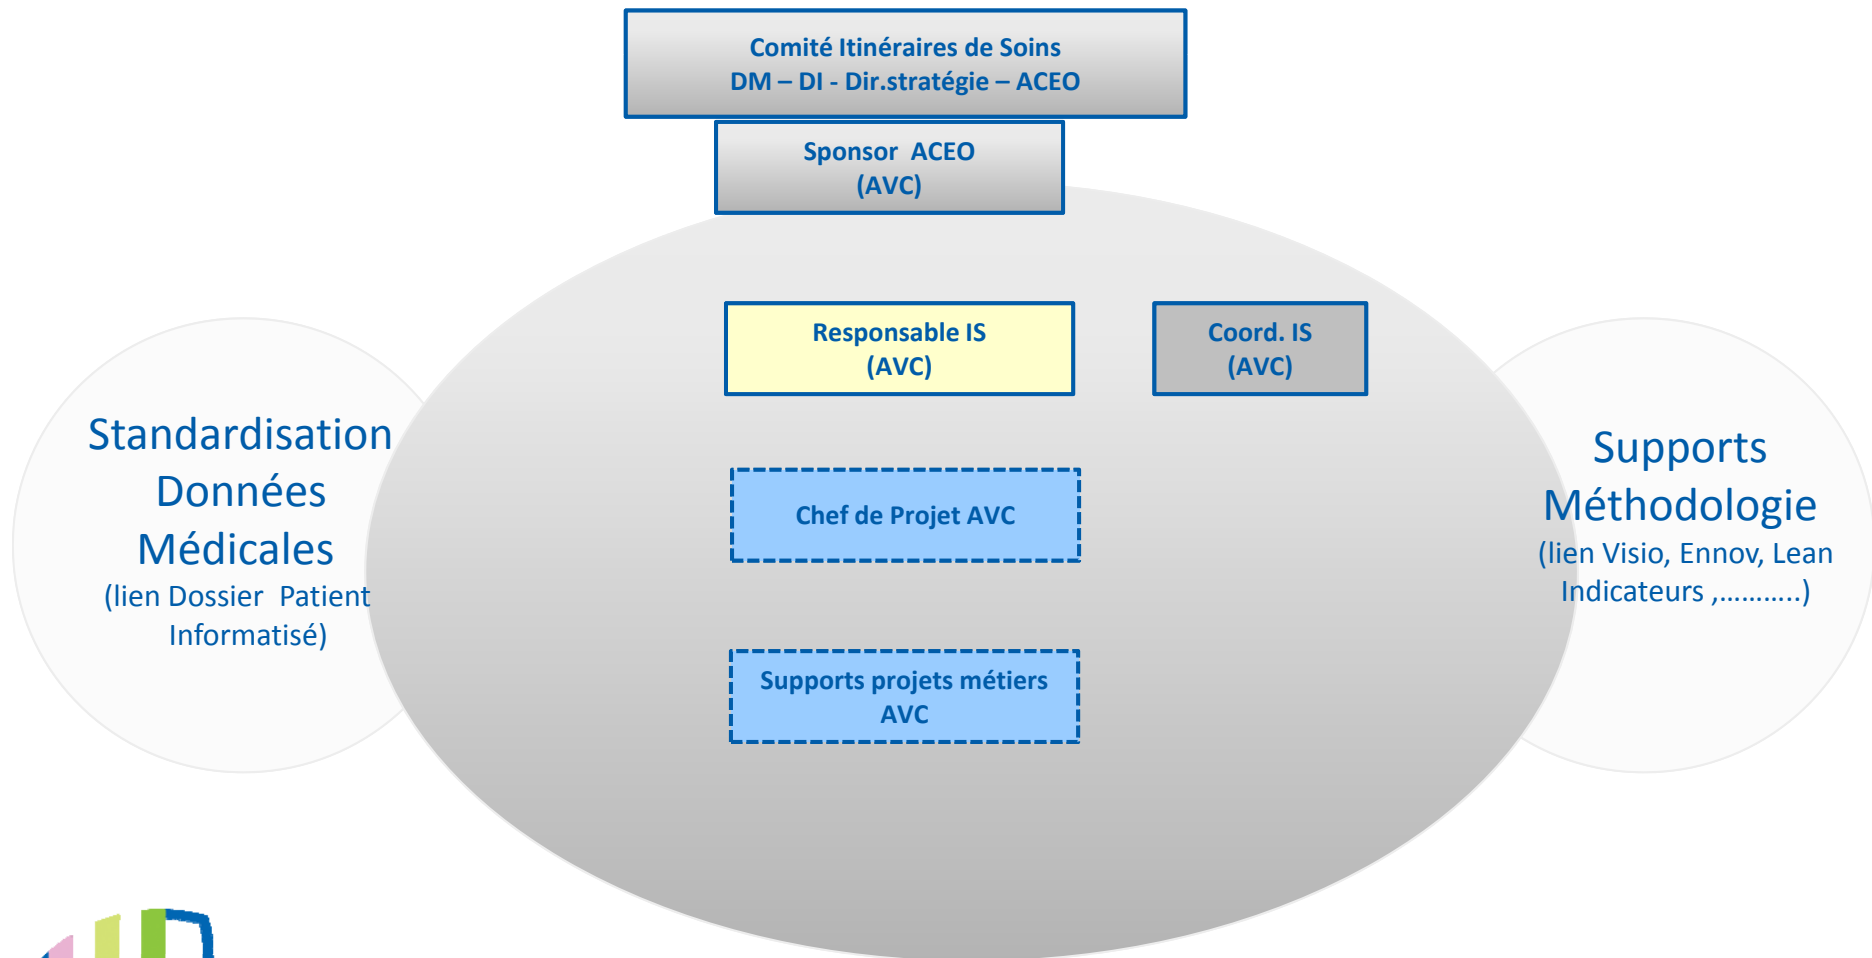 Comité Itinéraires de Soins
DM – DI - Dir.stratégie – ACEO
Sponsor ACEO
(AVC)
Responsable IS
(AVC)
Coord. IS
(AVC)
Standardisation
Données
Médicales
(lien Dossier Patient
Informatisé)
Chef de Projet AVC
Supports projets métiers
AVC
Supports
Méthodologie
(lien Visio, Ennov, Lean
Indicateurs ,………..)